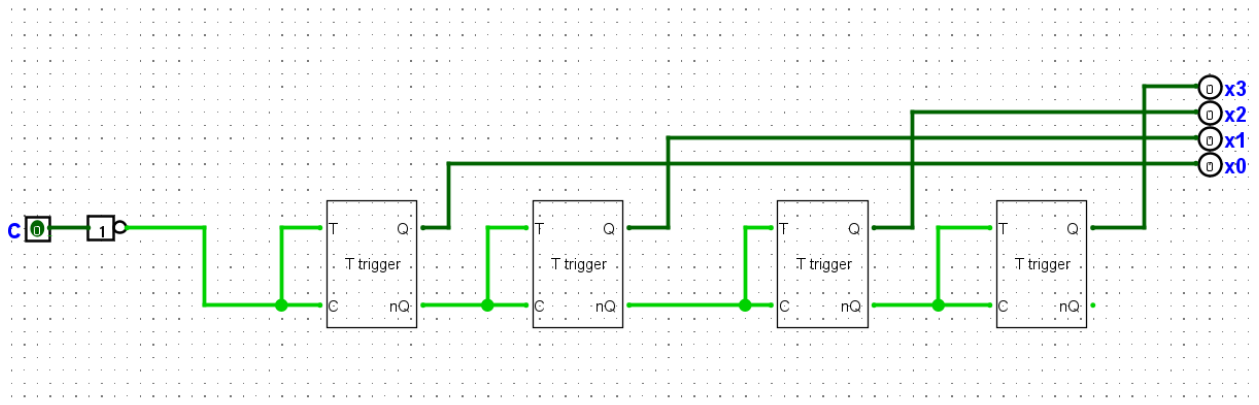 0 x3
0 x2
0 x1
0 x0
C 0 1
T Q T Q T Q T Q
T trigger T trigger T trigger T trigger
C nQ C nQ C nQ C nQ